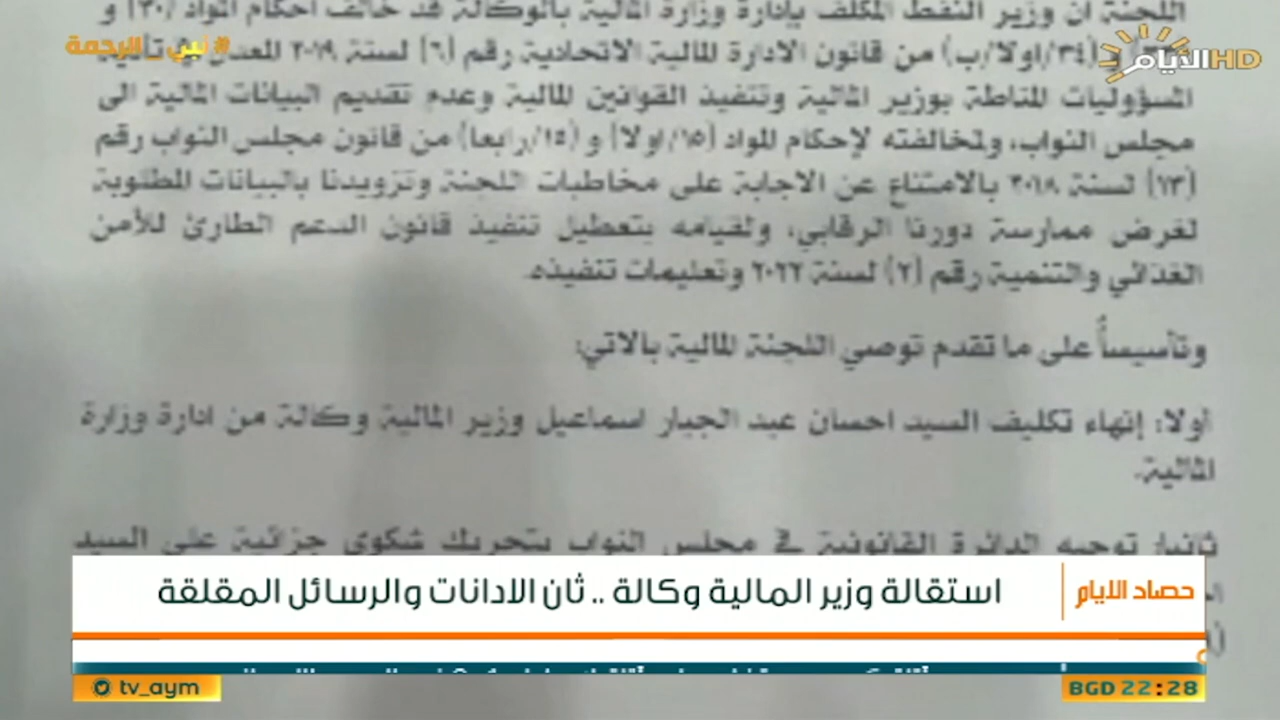 اللجنة ان وزير النفط المكلف بإدارة وزارة المالية بالوكالة قد خالف احكام المواد (٣٠) و
#نبي_الرحمة
الأيام HD
(٣٤/اولا/ب) من قانون الادارة المالية الاتحادية رقم (٦) لسنة ٢٠١٩ المعدل
المسؤوليات المناطة بوزير المالية وتنفيذ القوانين المالية وعدم تقديم البيانات المالية الى
مجلس النواب، ولمخالفته لإحكام المواد (١٥/اولا) و (١٥/رابعا) من قانون مجلس النواب رقم
(١٣) لسنة ٢٠١٨ بالامتناع عن الاجابة على مخاطبات اللجنة وتزويدنا بالبيانات المطلوبة
لغرض ممارسة دورنا الرقابي، ولقيامه بتعطيل تنفيذ قانون الدعم الطارئ للأمن
الغذائي والتنمية رقم (٢) لسنة ٢٠٢٢ وتعليمات تنفيذه.
وتأسيساً على ما تقدم توصي اللجنة المالية بالاتي:
أولا: إنهاء تكليف السيد احسان عبد الجبار اسماعيل وزير المالية وكالة من ادارة وزارة
المالية.
ثانيا: توجيه الدائرة القانونية في مجلس النواب بتحريك شكوى جزائية على السيد
حصاد الايام
استقالة وزير المالية وكالة .. ثان الادانات والرسائل المقلقة
tv_aym
BGD 22:28